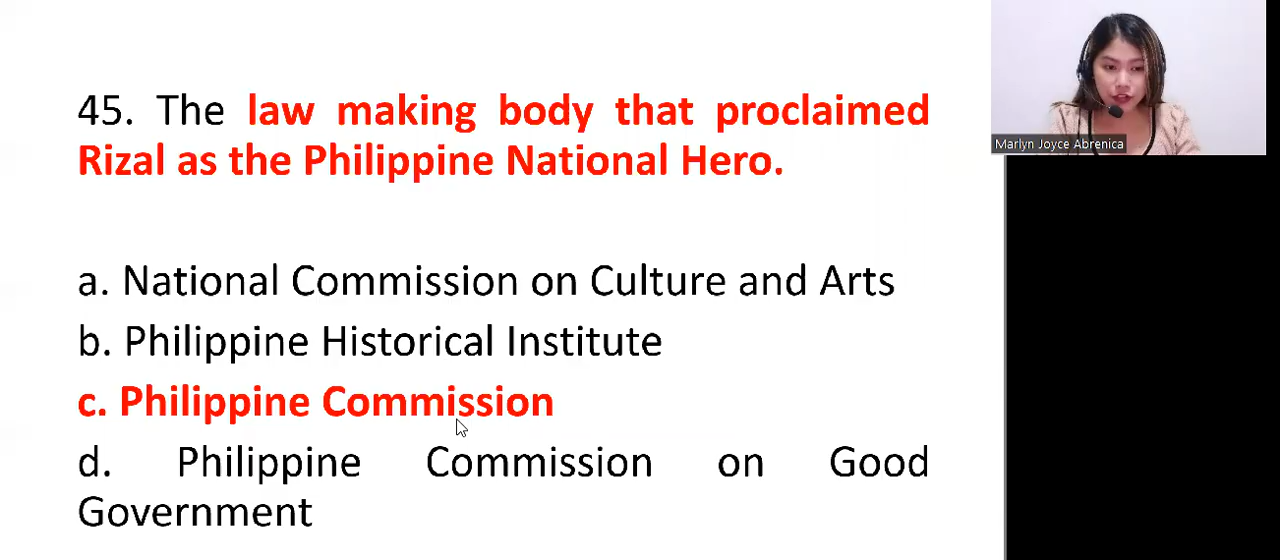 45. The law making body that proclaimed
Rizal as the Philippine National Hero.
a. National Commission on Culture and Arts
b. Philippine Historical Institute
c. Philippine Commission
d. Philippine Commission on Good
Government
Marlyn Joyce Abrenica